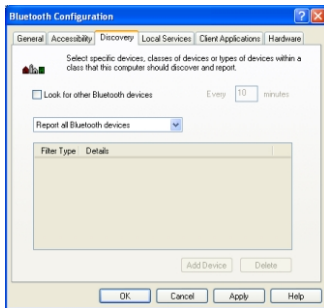 Bluetooth Configuration
General Accessibility Discovery Local Services Client Applications Hardware
Select specific devices, classes of devices or types of devices within a
class that this computer should discover and report.
Look for other Bluetooth devices Every 10 minutes
Report all Bluetooth devices
Filter Type Details
Add Device Delete
OK Cancel Apply Help